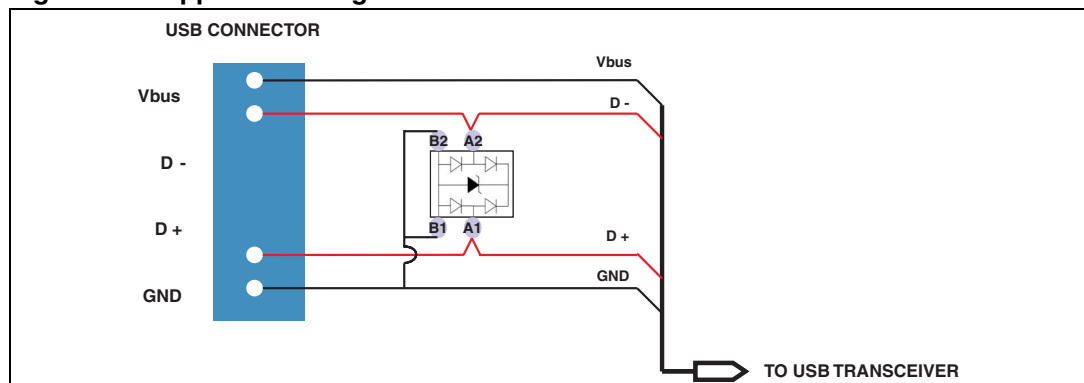 USB CONNECTOR
Vbus
Vbus
D -
B2 A2
D -
D +
B1 A1
D +
GND
GND
TO USB TRANSCEIVER